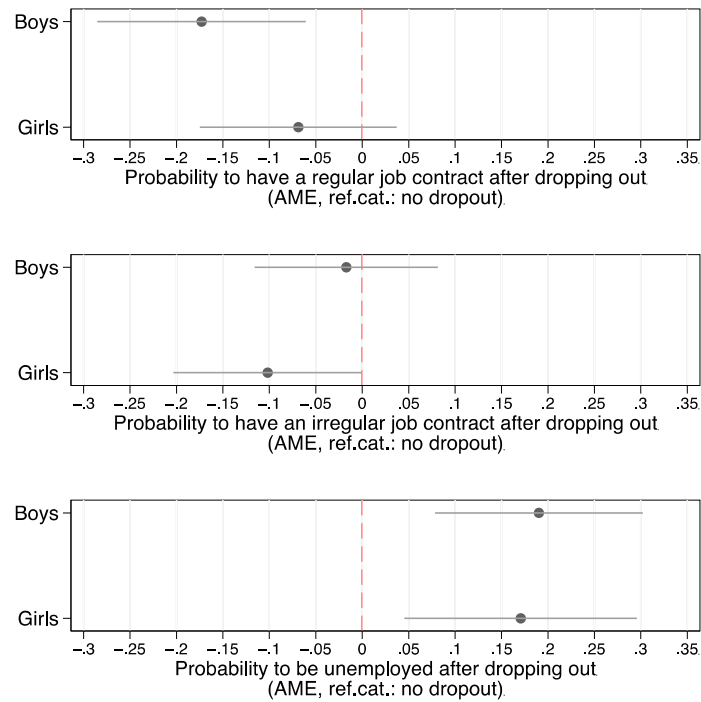 Boys
Girls
-.3 -.25 -.2 -.15 -.1 -.05 0 .05 .1 .15 .2 .25 .3 .35
Probability to have a regular job contract after dropping out
(AME, ref.cat.: no dropout)
Boys
Girls
-.3 -.25 -.2 -.15 -.1 -.05 0 .05 .1 .15 .2 .25 .3 .35
Probability to have an irregular job contract after dropping out
(AME, ref.cat.: no dropout)
Boys
Girls
-.3 -.25 -.2 -.15 -.1 -.05 0 .05 .1 .15 .2 .25 .3 .35
Probability to be unemployed after dropping out
(AME, ref.cat.: no dropout)